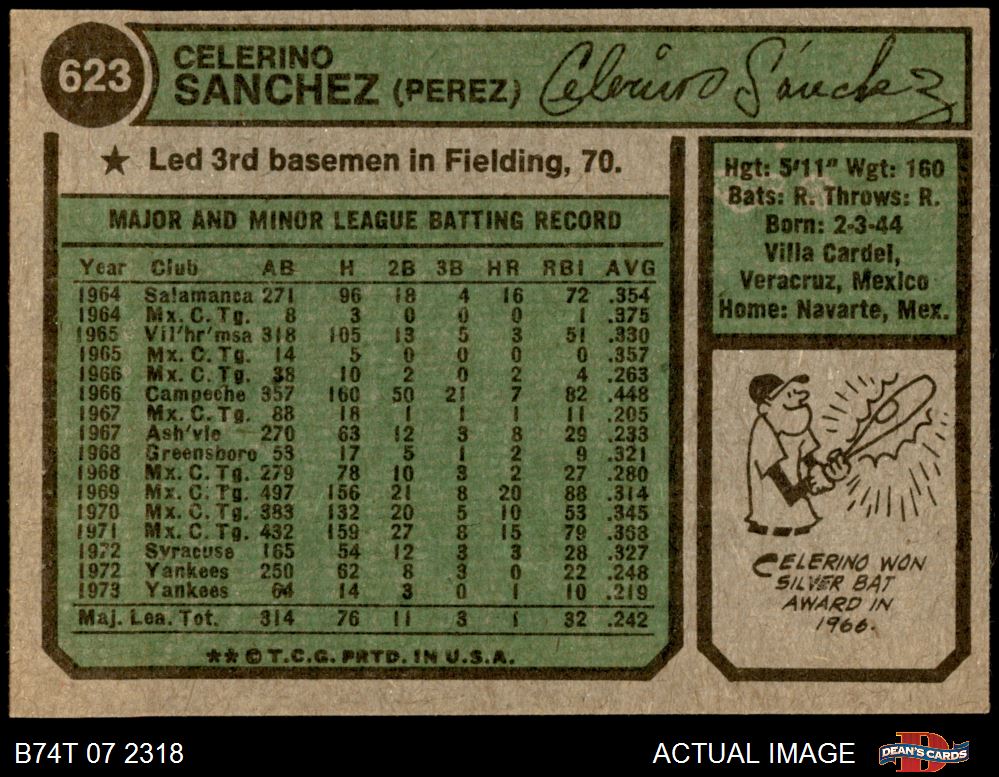 623
CELERINO
SANCHEZ (PEREZ)
Celerino Sánchez
★ Led 3rd basemen in Fielding, 70.
MAJOR AND MINOR LEAGUE BATTING RECORD
Year Club AB H 2B 3B HR RBI AVG
1964 Salamanca 271 96 18 4 16 72 .354
1964 Mx. C. Tg. 8 3 0 0 0 1 .375
1965 Vil'hr'msa 318 105 13 5 3 51 .330
1965 Mx. C. Tg. 14 5 0 0 0 0 .357
1966 Mx. C. Tg. 38 10 2 0 2 4 .263
1966 Campeche 357 160 50 21 7 82 .448
1967 Mx. C. Tg. 88 18 1 1 1 11 .205
1967 Ash'vle 270 63 12 3 8 29 .233
1968 Greensboro 53 17 5 1 2 9 .321
1968 Mx. C. Tg. 279 78 10 3 2 27 .280
1969 Mx. C. Tg. 497 156 21 8 20 88 .314
1970 Mx. C. Tg. 383 132 20 5 10 53 .345
1971 Mx. C. Tg. 432 159 27 8 15 79 .368
1972 Syracuse 165 54 12 3 3 28 .327
1972 Yankees 250 62 8 3 0 22 .248
1973 Yankees 64 14 3 0 1 10 .219
Maj. Lea. Tot. 314 76 11 3 1 32 .242
**© T.C.G. PRTD. IN U.S.A.
Hgt: 5'11" Wgt: 160
Bats: R. Throws: R.
Born: 2-3-44
Villa Cardel,
Veracruz, Mexico
Home: Navarte, Mex.
CELERINO WON
SILVER BAT
AWARD IN
1966.
B74T 07 2318
ACTUAL IMAGE
DEAN'S CARDS